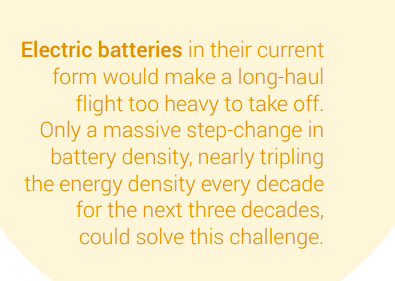 Electric batteries in their current
form would make a long-haul
flight too heavy to take off.
Only a massive step-change in
battery density, nearly tripling
the energy density every decade
for the next three decades,
could solve this challenge.